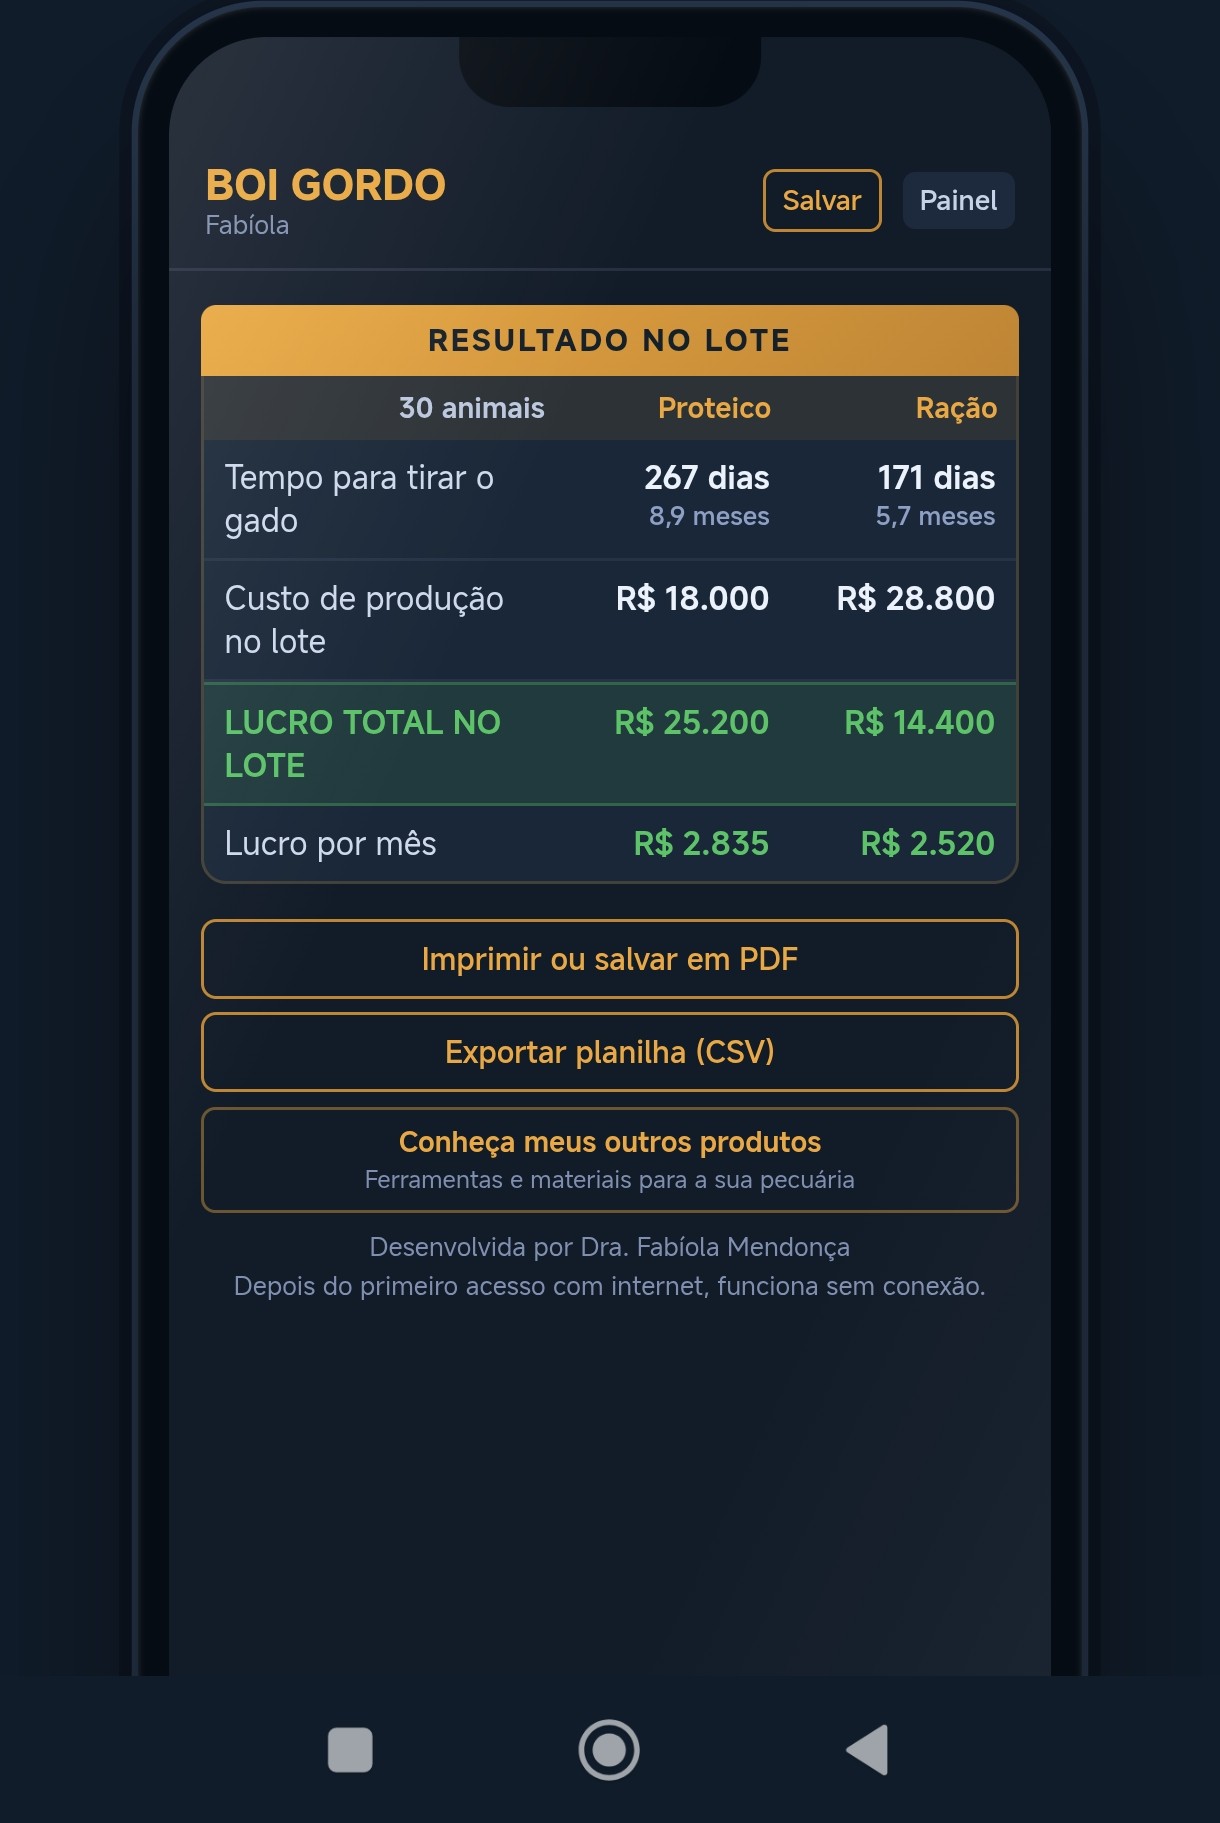 BOI GORDO
Fabíola
Salvar
Painel
RESULTADO NO LOTE
30 animais Proteico Ração
Tempo para tirar o gado 267 dias 171 dias
8,9 meses 5,7 meses
Custo de produção no lote R$ 18.000 R$ 28.800
LUCRO TOTAL NO LOTE R$ 25.200 R$ 14.400
Lucro por mês R$ 2.835 R$ 2.520
Imprimir ou salvar em PDF
Exportar planilha (CSV)
Conheça meus outros produtos
Ferramentas e materiais para a sua pecuária
Desenvolvida por Dra. Fabíola Mendonça
Depois do primeiro acesso com internet, funciona sem conexão.